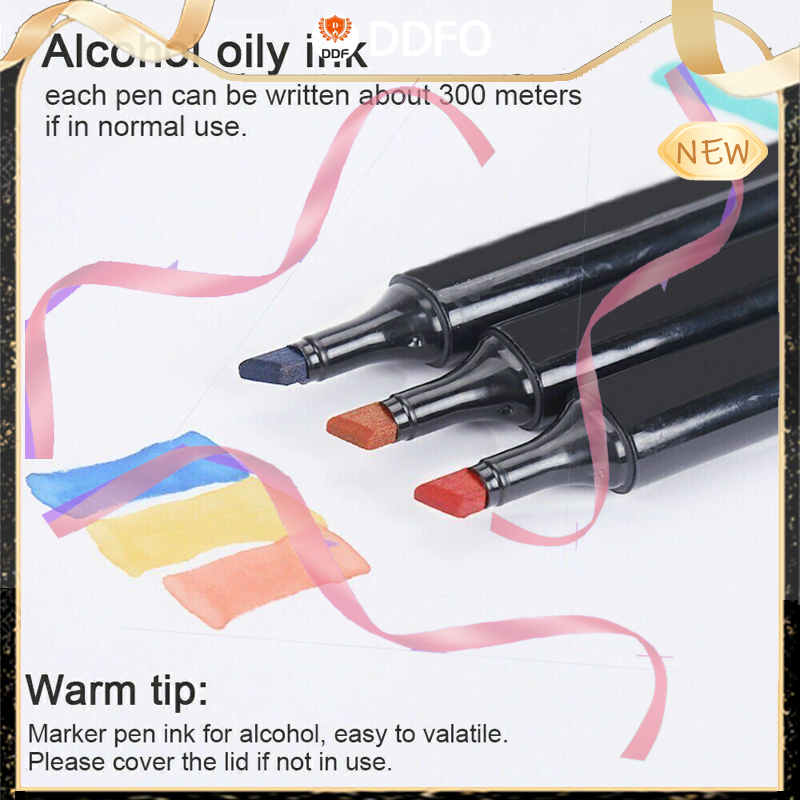 DDFO
D
DDF
Alcohol oily ink
each pen can be written about 300 meters
if in normal use.
NEW
Warm tip:
Marker pen ink for alcohol, easy to valatile.
Please cover the lid if not in use.